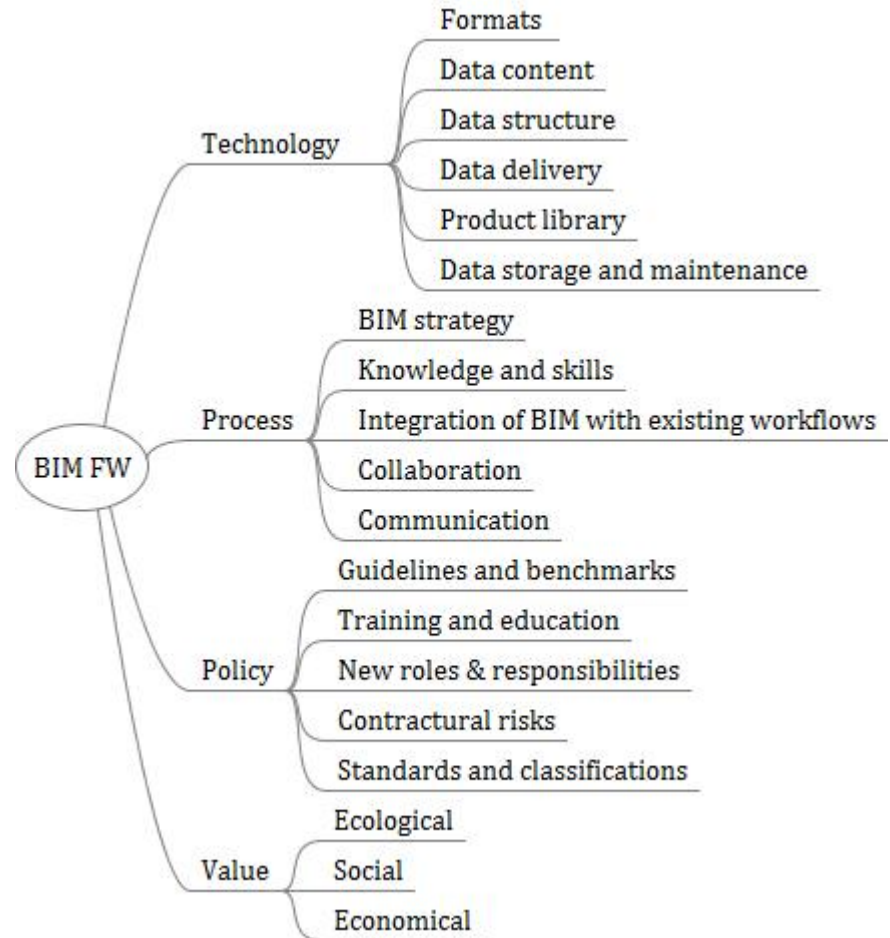 BIM FW
Technology
Formats
Data content
Data structure
Data delivery
Product library
Data storage and maintenance
Process
BIM strategy
Knowledge and skills
Integration of BIM with existing workflows
Collaboration
Communication
Policy
Guidelines and benchmarks
Training and education
New roles & responsibilities
Contractural risks
Standards and classifications
Value
Ecological
Social
Economical